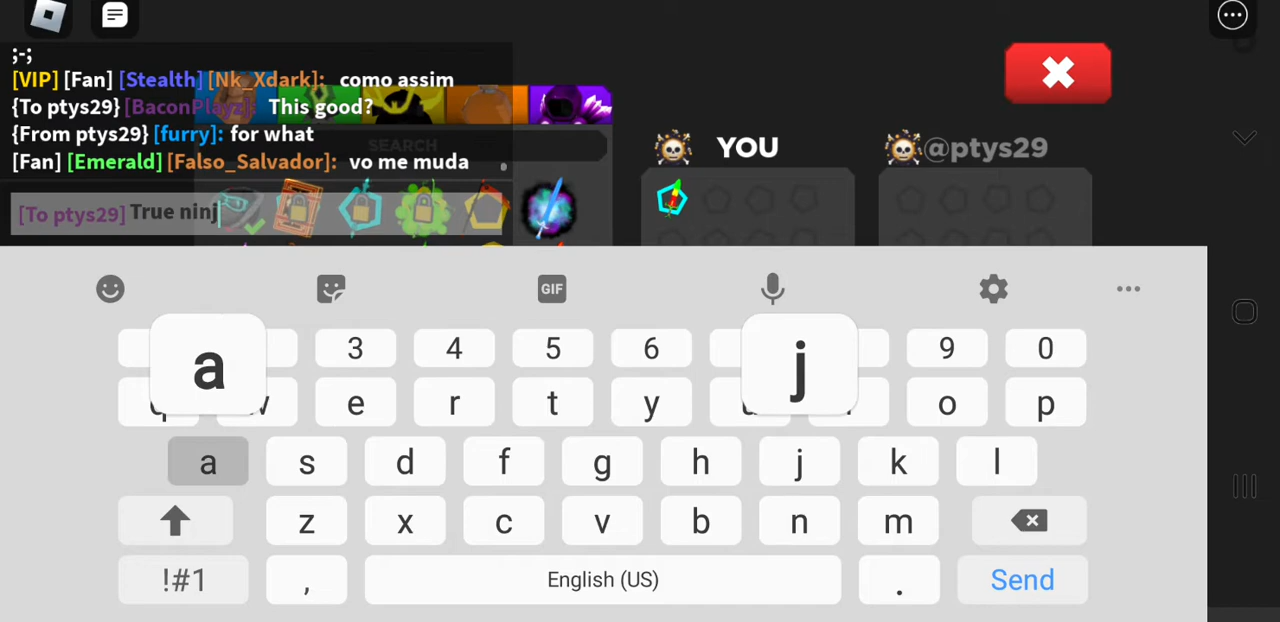 ;-;
[VIP] [Fan] [Stealth] [Nk_Xdark]: como assim
{To ptys29} [BaconPlayz]: This good?
{From ptys29} [furry]: for what
[Fan] [Emerald] [Falso_Salvador]: vo me muda
SEARCH
YOU
@ptys29
[To ptys29] True ninj
GIF
3 4 5 6 9 0
a j
q w e r t y u i o p
a s d f g h j k l
z x c v b n m
!#1 , English (US) . Send